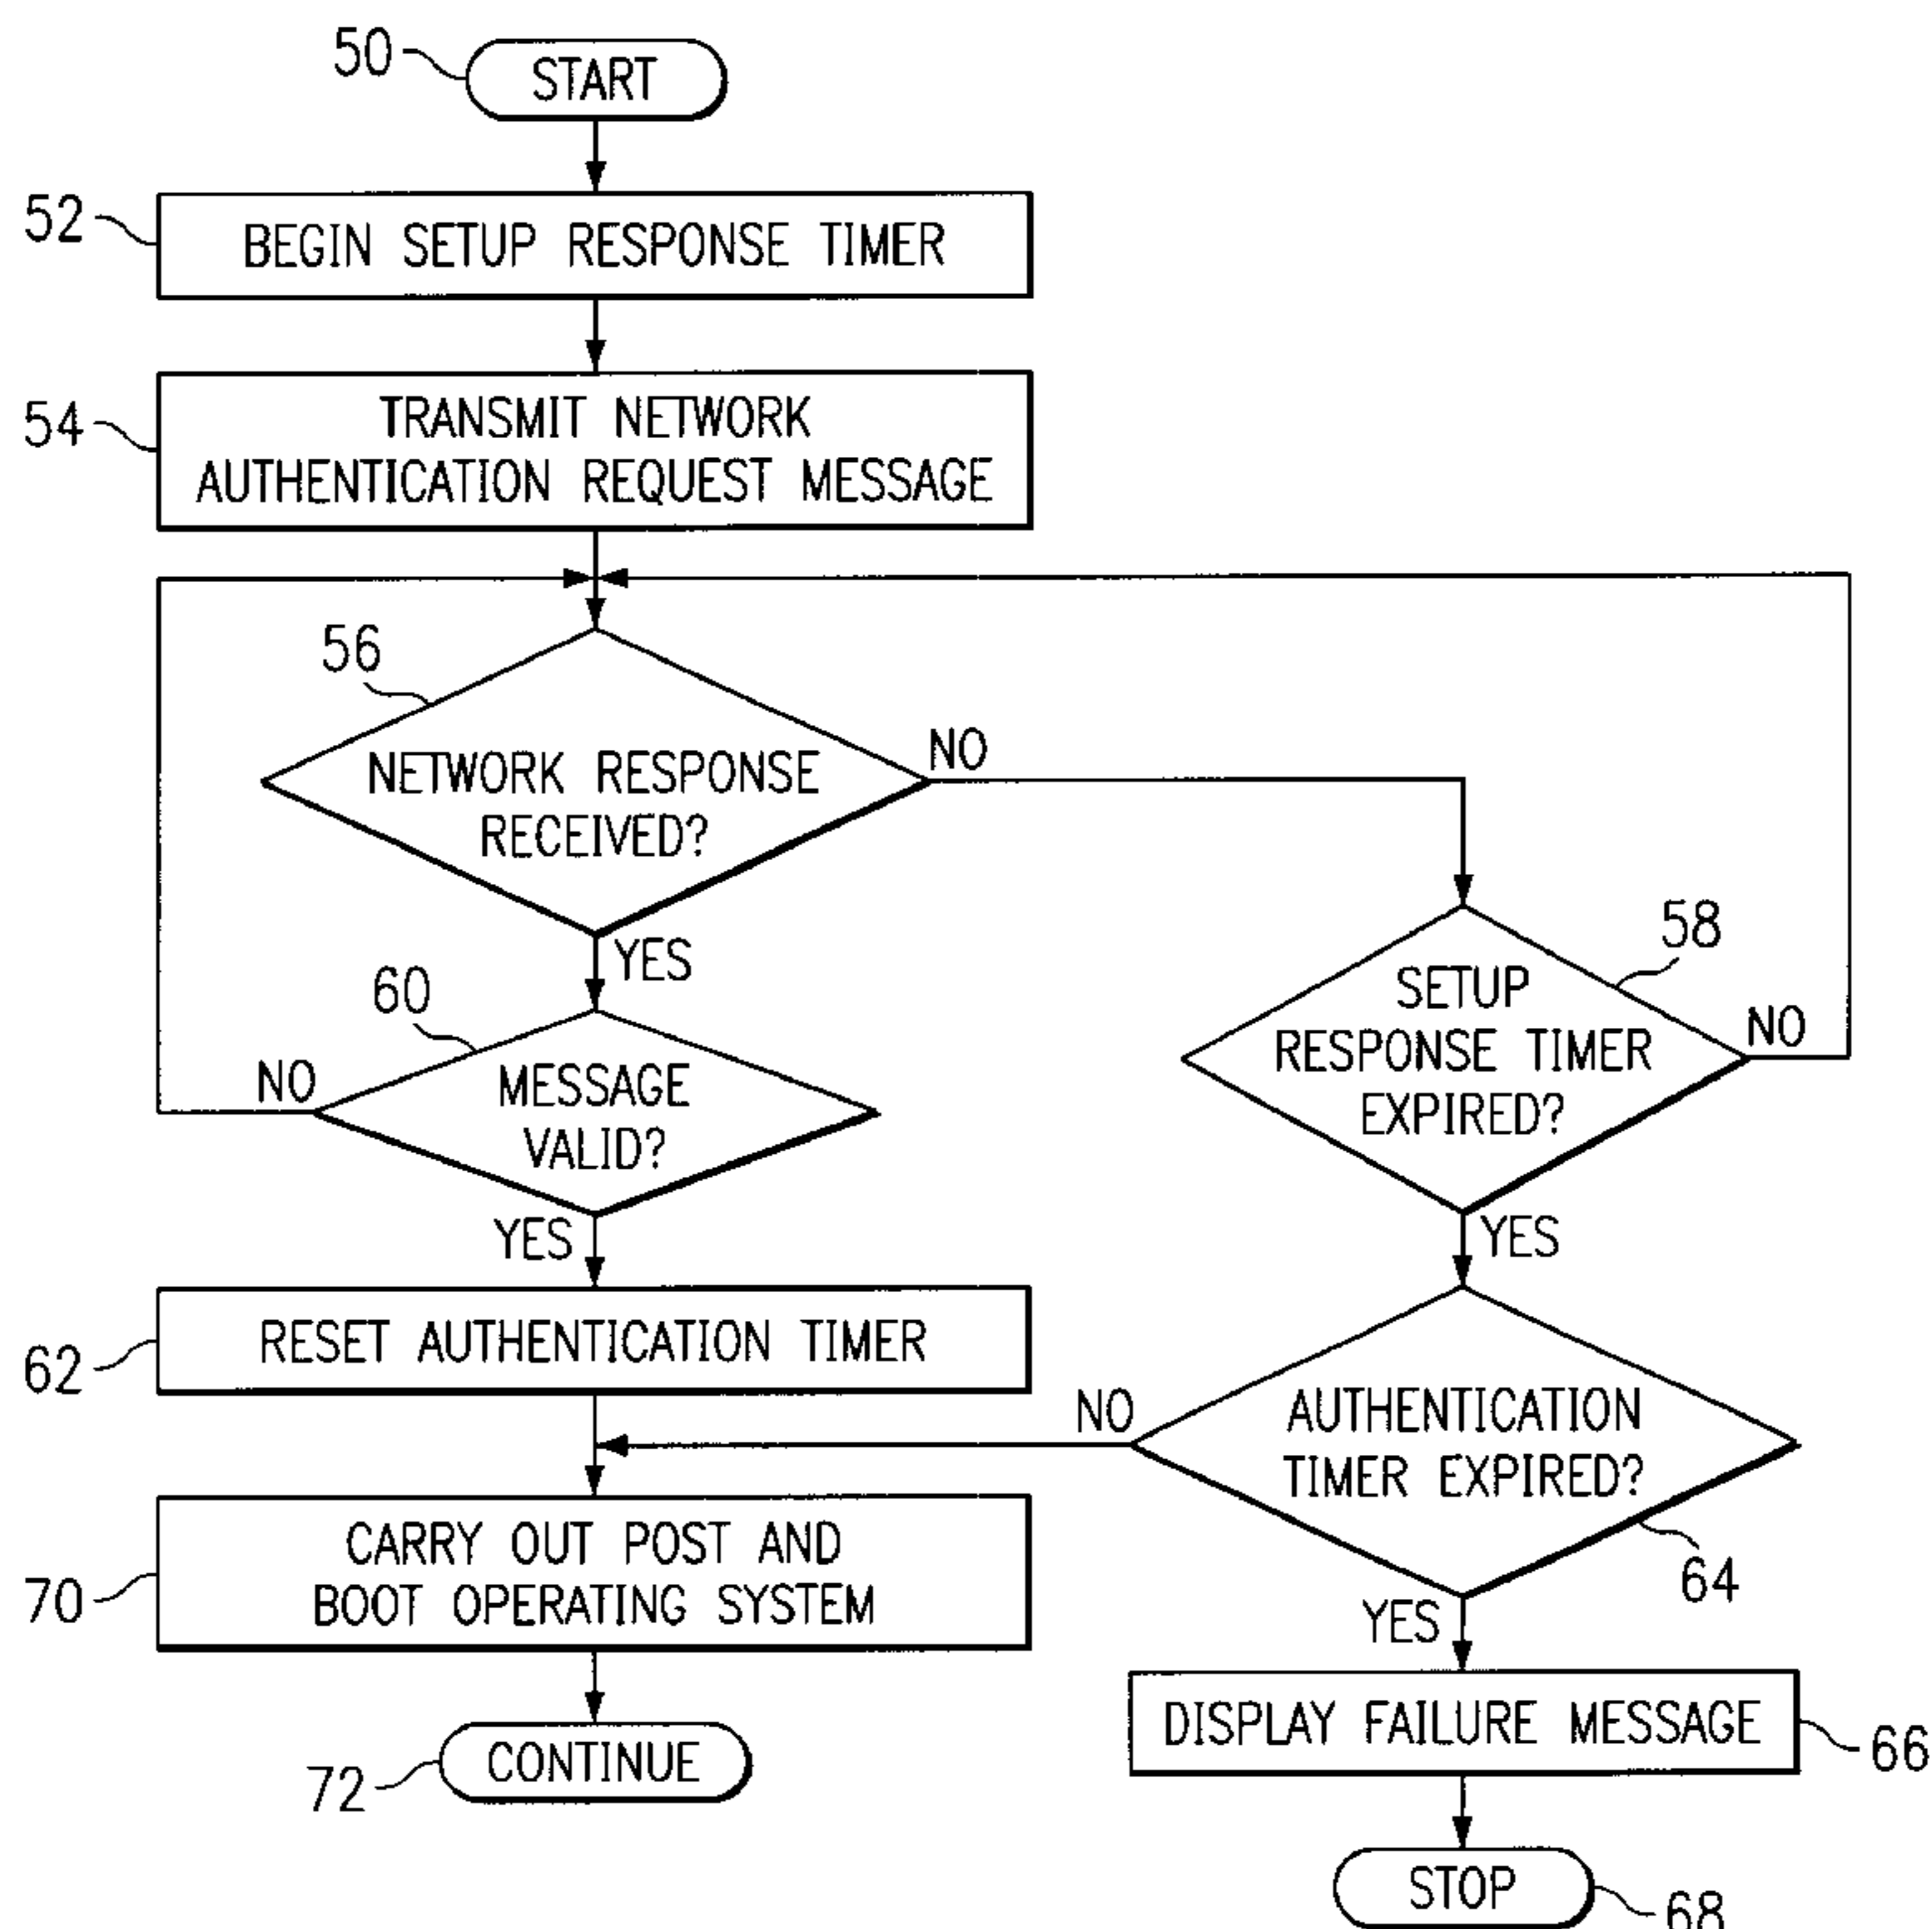 50
START
52
BEGIN SETUP RESPONSE TIMER
54
TRANSMIT NETWORK
AUTHENTICATION REQUEST MESSAGE
56
NETWORK RESPONSE
RECEIVED?
NO
YES
58
SETUP
RESPONSE TIMER
EXPIRED?
NO
YES
60
MESSAGE
VALID?
NO
YES
62
RESET AUTHENTICATION TIMER
AUTHENTICATION
TIMER EXPIRED?
NO
64
YES
70
CARRY OUT POST AND
BOOT OPERATING SYSTEM
DISPLAY FAILURE MESSAGE
66
72
CONTINUE
STOP
68